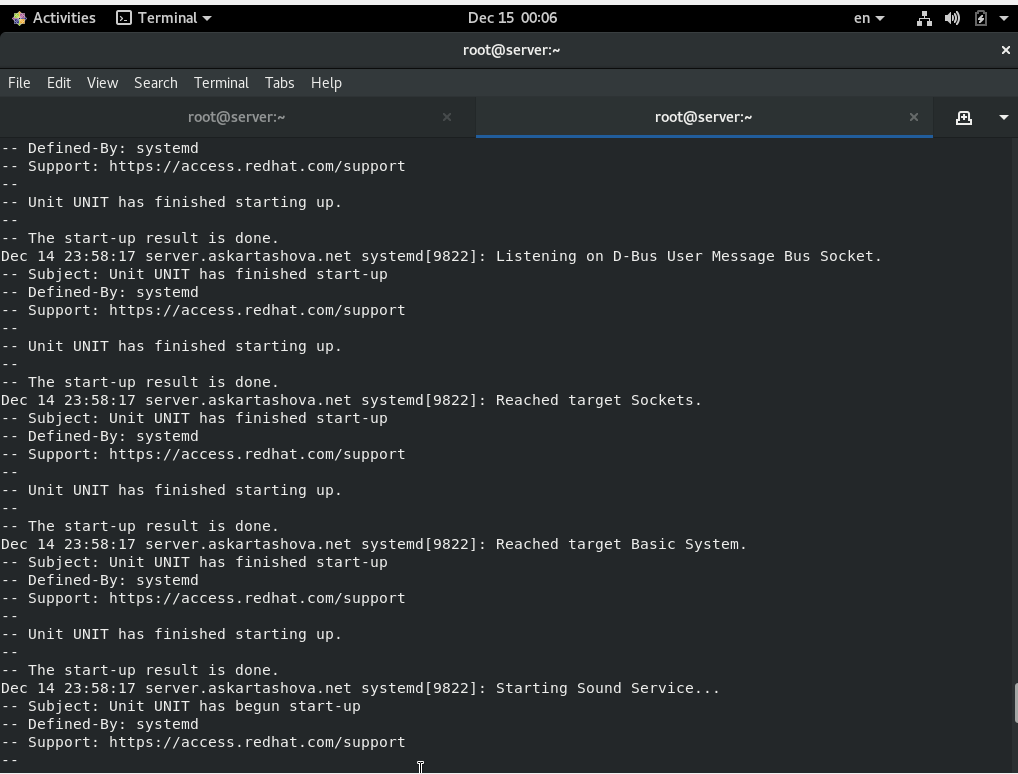 Activities Terminal Dec 15 00:06 en
root@server:~
File Edit View Search Terminal Tabs Help
root@server:~ root@server:~
-- Defined-By: systemd
-- Support: https://access.redhat.com/support
--
-- Unit UNIT has finished starting up.
--
-- The start-up result is done.
Dec 14 23:58:17 server.askartashova.net systemd[9822]: Listening on D-Bus User Message Bus Socket.
-- Subject: Unit UNIT has finished start-up
-- Defined-By: systemd
-- Support: https://access.redhat.com/support
--
-- Unit UNIT has finished starting up.
--
-- The start-up result is done.
Dec 14 23:58:17 server.askartashova.net systemd[9822]: Reached target Sockets.
-- Subject: Unit UNIT has finished start-up
-- Defined-By: systemd
-- Support: https://access.redhat.com/support
--
-- Unit UNIT has finished starting up.
--
-- The start-up result is done.
Dec 14 23:58:17 server.askartashova.net systemd[9822]: Reached target Basic System.
-- Subject: Unit UNIT has finished start-up
-- Defined-By: systemd
-- Support: https://access.redhat.com/support
--
-- Unit UNIT has finished starting up.
--
-- The start-up result is done.
Dec 14 23:58:17 server.askartashova.net systemd[9822]: Starting Sound Service...
-- Subject: Unit UNIT has begun start-up
-- Defined-By: systemd
-- Support: https://access.redhat.com/support
--